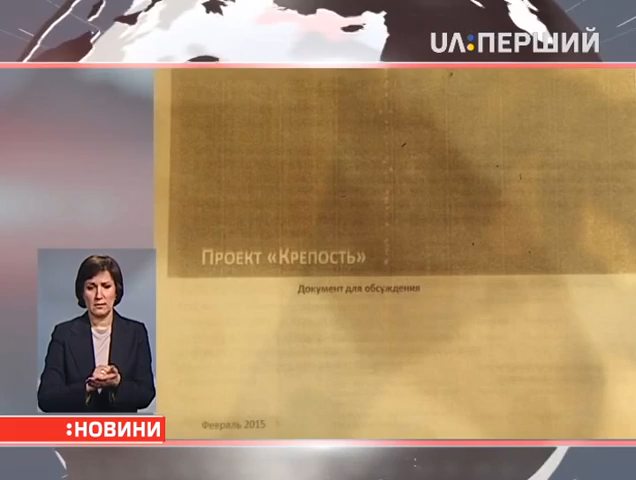 UA:ПЕРШИЙ
Проект «Крепость»
Документ для обсуждения
Февраль 2015
:НОВИНИ